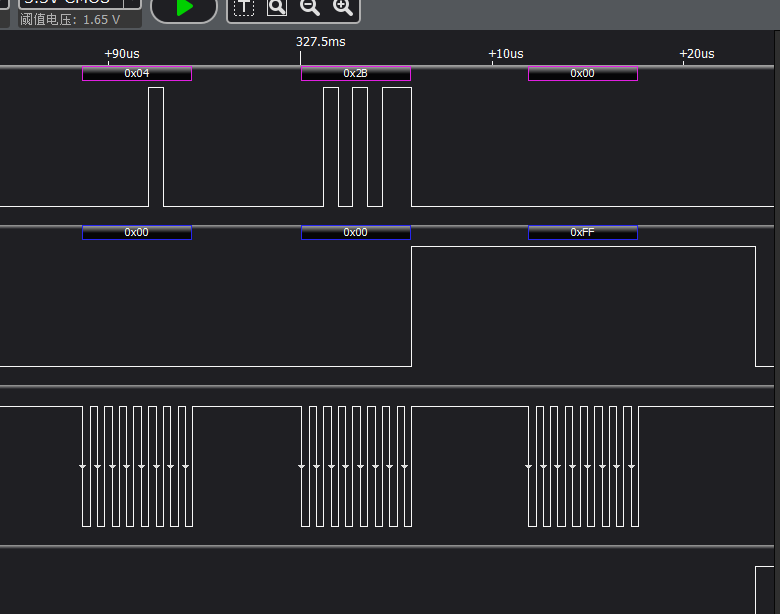 3.3V CMOS
阈值电压: 1.65 V
T
327.5ms
+90us
+10us
+20us
0x04
0x2B
0x00
0x00
0x00
0xFF